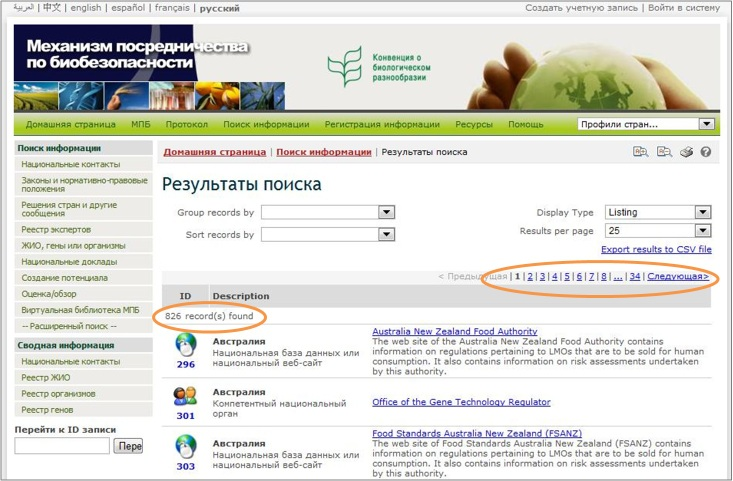 العربية | 中文 | english | español | français | русский
Создать учетную запись | Войти в систему
Механизм посредничества
по биобезопасности
Конвенция о
биологическом
разнообразии
Домашняя страница МПБ Протокол Поиск информации Регистрация информации Ресурсы Помощь Профили стран...
Поиск информации
Национальные контакты
Законы и нормативно-правовые
положения
Решения стран и другие
сообщения
Реестр экспертов
ЖИО, гены или организмы
Национальные доклады
Создание потенциала
Оценка/обзор
Виртуальная библиотека МПБ
-- Расширенный поиск --
Сводная информация
Национальные контакты
Реестр ЖИО
Реестр организмов
Реестр генов
Перейти к ID записи
Пере
Домашняя страница | Поиск информации | Результаты поиска
Результаты поиска
Group records by
Display Type Listing
Sort records by
Results per page 25
Export results to CSV file
< Предыдущая | 1 | 2 | 3 | 4 | 5 | 6 | 7 | 8 | ... | 34 | Следующая>
ID Description
826 record(s) found
296
Австралия
Национальная база данных или
национальный веб-сайт
Australia New Zealand Food Authority
The web site of the Australia New Zealand Food Authority contains
information on regulations pertaining to LMOs that are to be sold for human
consumption. It also contains information on risk assessments undertaken
by this authority.
301
Австралия
Компетентный национальный
орган
Office of the Gene Technology Regulator
303
Австралия
Национальная база данных или
национальный веб-сайт
Food Standards Australia New Zealand (FSANZ)
The web site of Food Standards Australia New Zealand (FSANZ) contains
information on regulations pertaining to LMOs that are to be sold for human
consumption. It also contains information on risk assessments undertaken
by this authority.